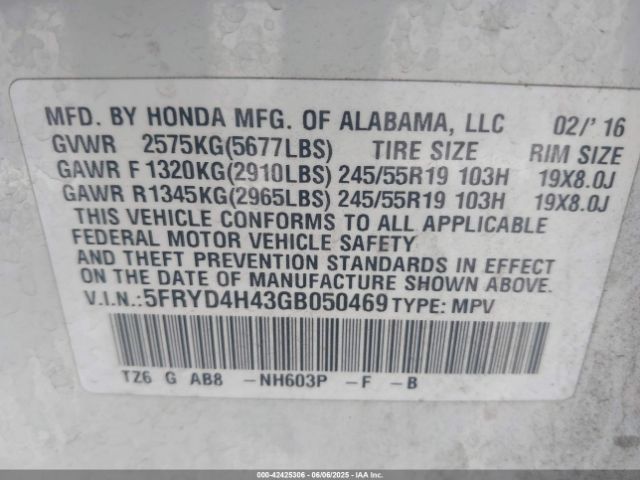 MFD. BY HONDA MFG. OF ALABAMA, LLC 02/' 16
GVWR 2575KG(5677LBS) TIRE SIZE RIM SIZE
GAWR F 1320KG(2910LBS) 245/55R19 103H 19X8.0J
GAWR R1345KG(2965LBS) 245/55R19 103H 19X8.0J
THIS VEHICLE CONFORMS TO ALL APPLICABLE
FEDERAL MOTOR VEHICLE SAFETY
AND THEFT PREVENTION STANDARDS IN EFFECT
ON THE DATE OF MANUFACTURE SHOWN ABOVE.
V.I.N.:5FRYD4H43GB050469 TYPE: MPV
TZ6 G AB8 -NH603P -F -B
000-42425306 - 06/06/2025 - IAAI.COM